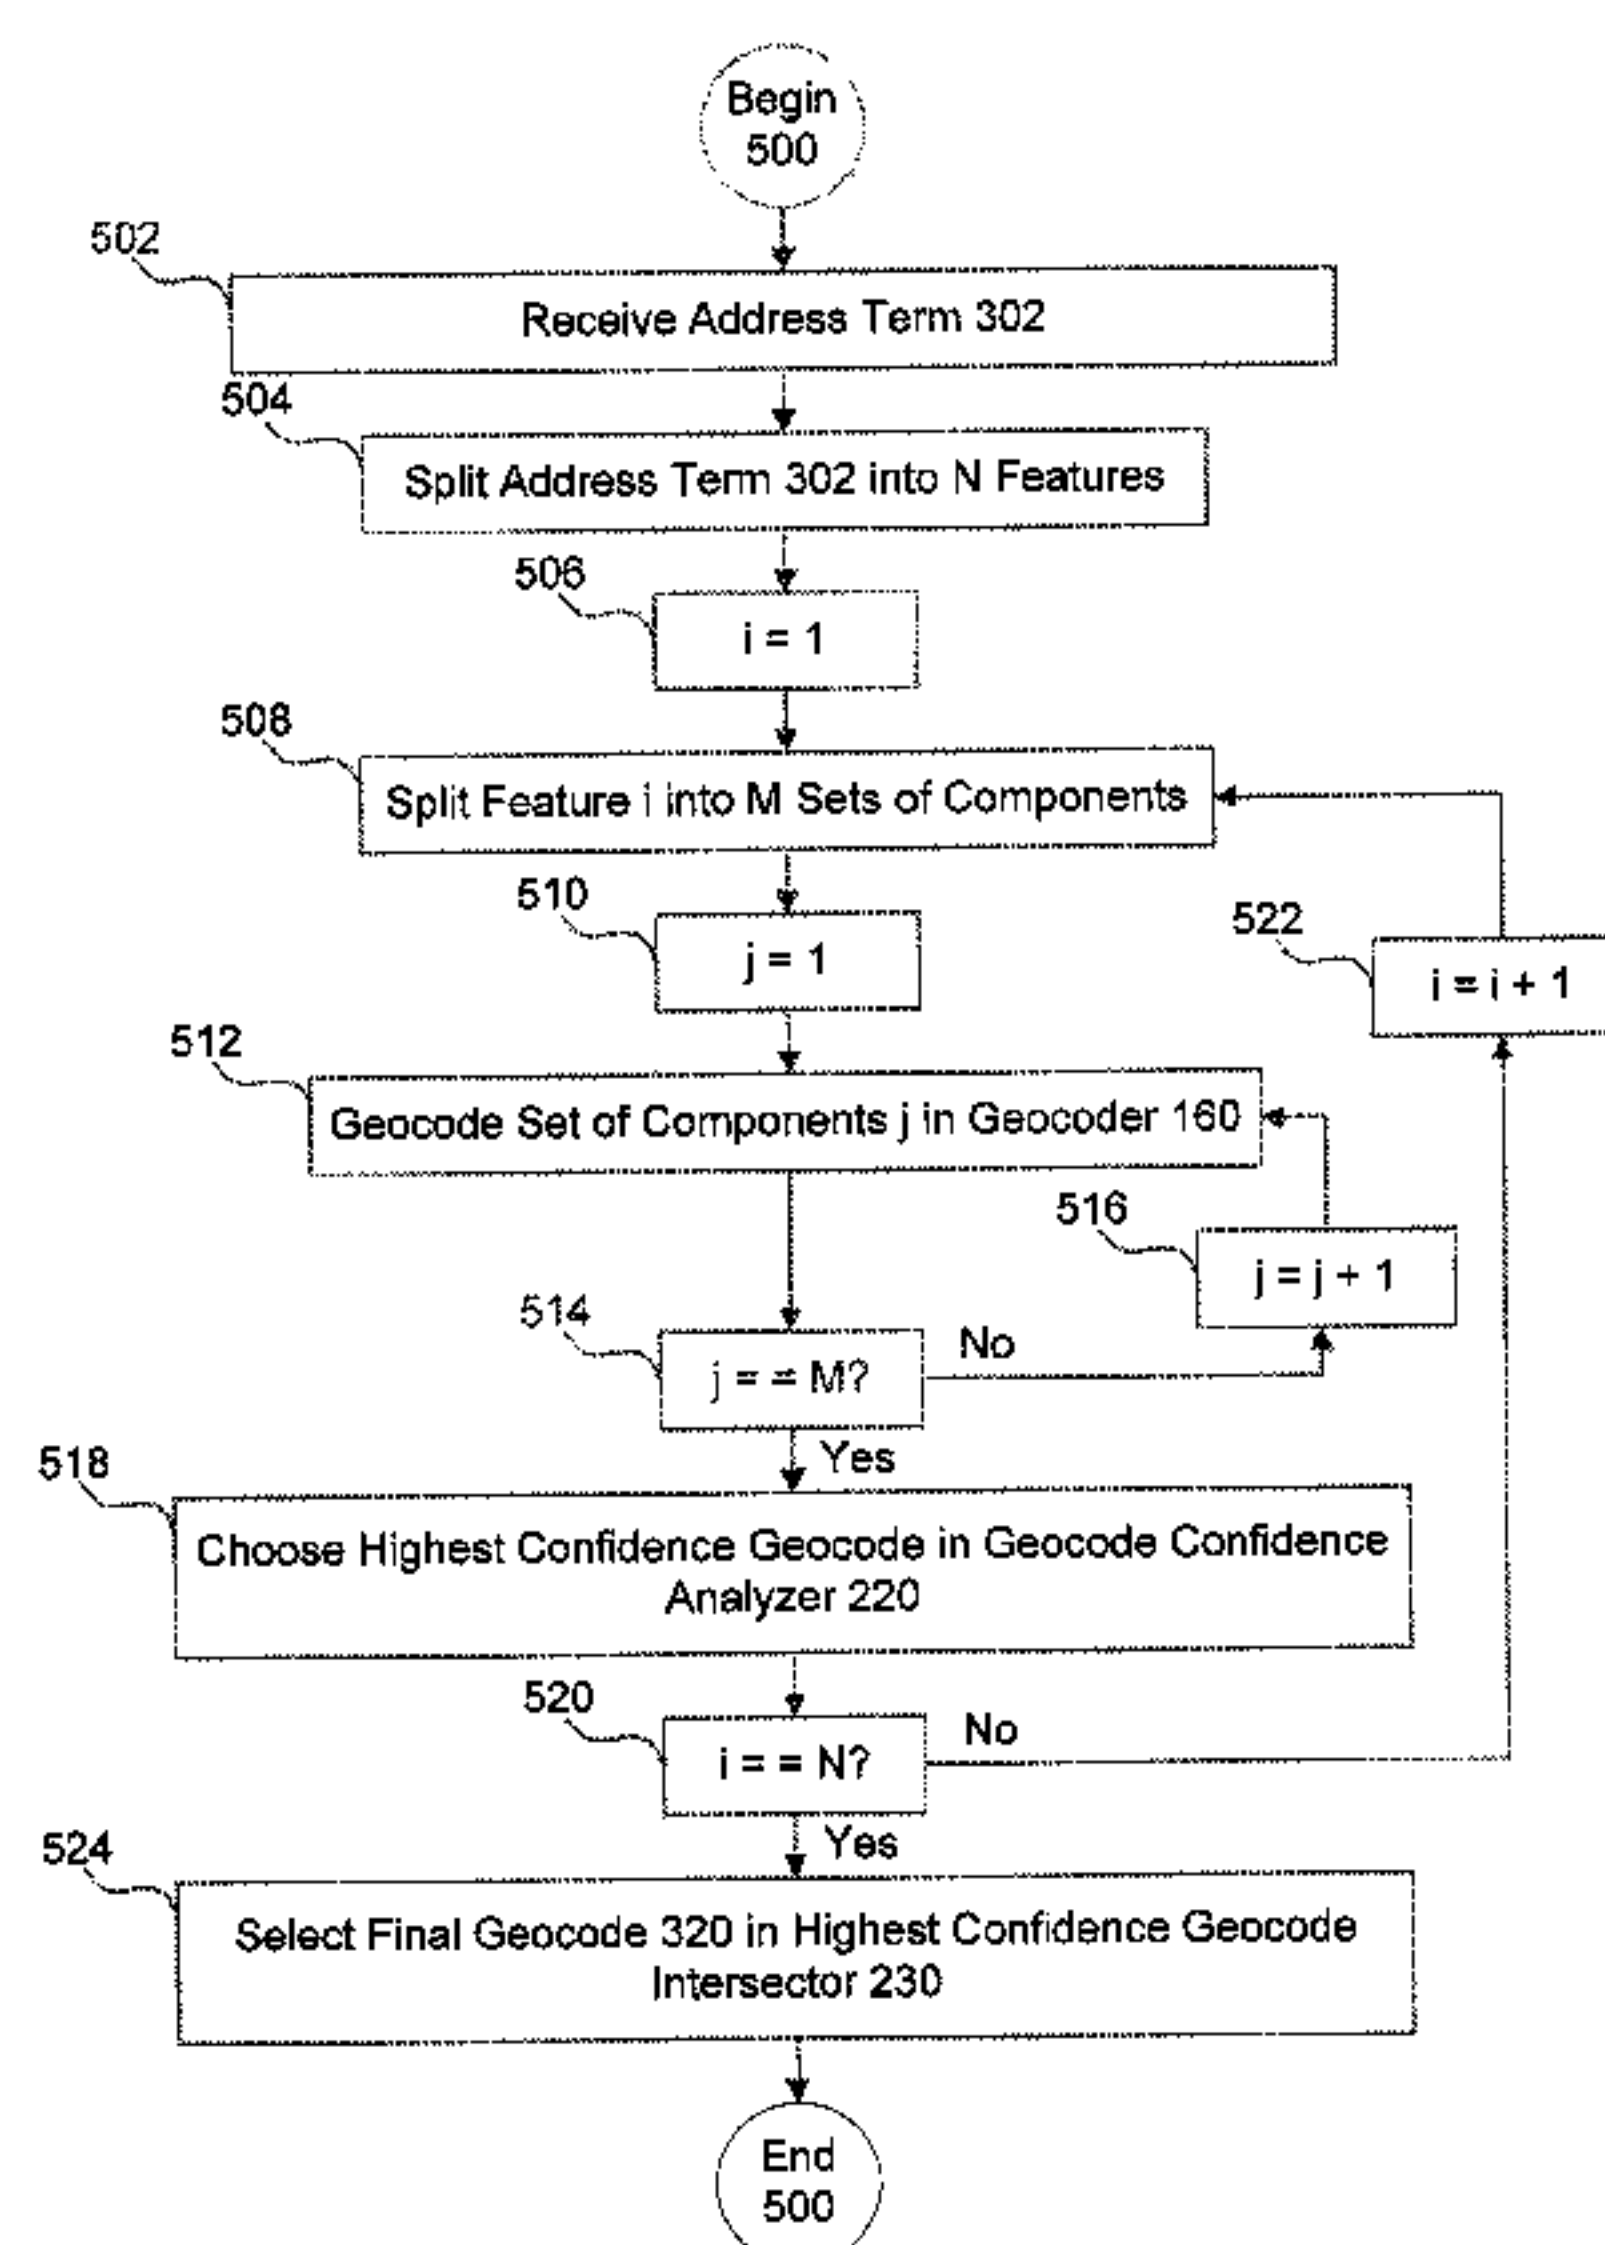 Begin
500
502
Receive Address Term 302
504
Split Address Term 302 into N Features
506
i = 1
508
Split Feature i into M Sets of Components
510
j = 1
522
i = i + 1
512
Geocode Set of Components j in Geocoder 160
516
j = j + 1
514
j = = M?
No
Yes
518
Choose Highest Confidence Geocode in Geocode Confidence
Analyzer 220
520
i = = N?
No
Yes
524
Select Final Geocode 320 in Highest Confidence Geocode
Intersector 230
End
500